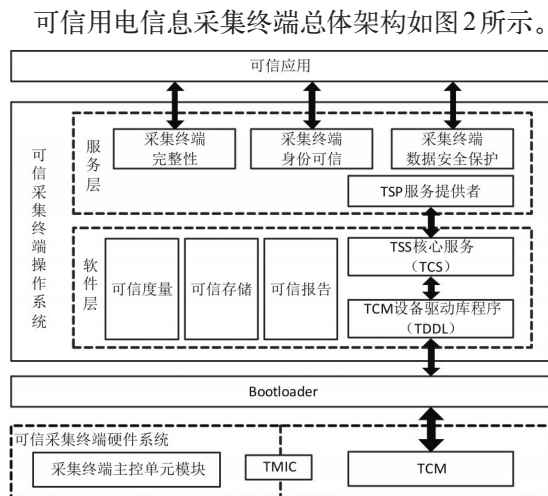 可信用电信息采集终端总体架构如图2所示。
可信应用
可信采集终端操作系统
服务层
采集终端
完整性
采集终端
身份可信
采集终端
数据安全保护
TSP服务提供者
软件层
可信度量
可信存储
可信报告
TSS核心服务
（TCS）
TCM设备驱动库程序
（TDDL）
Bootloader
可信采集终端硬件系统
采集终端主控单元模块
TMIC
TCM